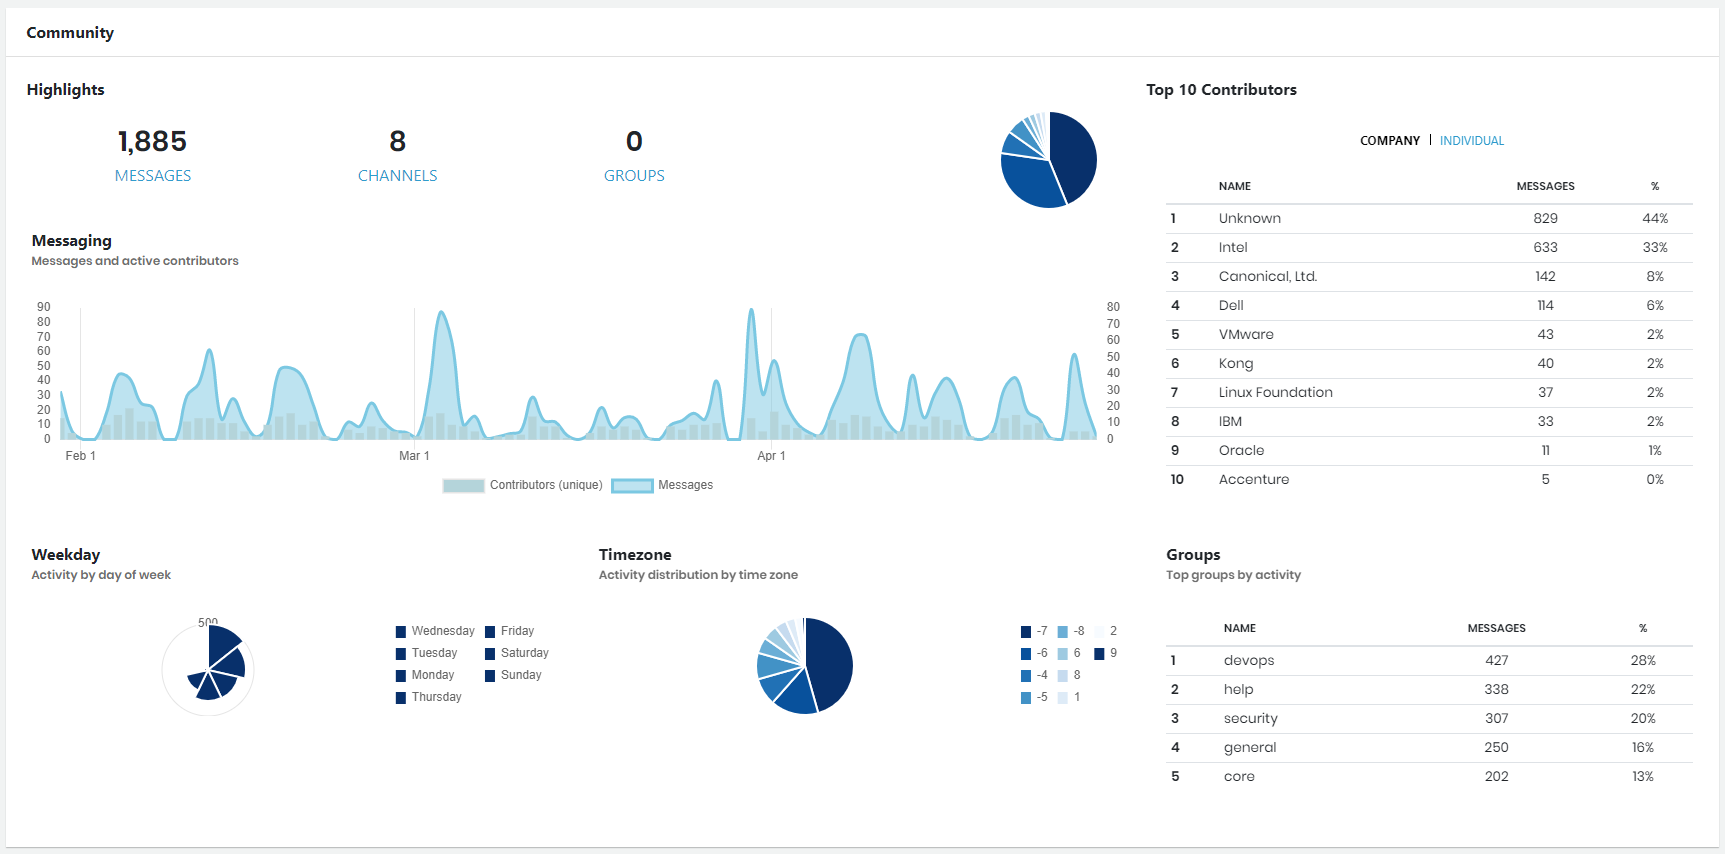 Community
Highlights
1,885
MESSAGES
8
CHANNELS
0
GROUPS
Messaging
Messages and active contributors
90
80
70
60
50
40
30
20
10
0
80
70
60
50
40
30
20
10
0
Feb 1
Mar 1
Apr 1
Contributors (unique)
Messages
Top 10 Contributors
COMPANY | INDIVIDUAL
NAME MESSAGES %
1 Unknown 829 44%
2 Intel 633 33%
3 Canonical, Ltd. 142 8%
4 Dell 114 6%
5 VMware 43 2%
6 Kong 40 2%
7 Linux Foundation 37 2%
8 IBM 33 2%
9 Oracle 11 1%
10 Accenture 5 0%
Weekday
Activity by day of week
500
Wednesday Friday
Tuesday Saturday
Monday Sunday
Thursday
Timezone
Activity distribution by time zone
-7 -8 2
-6 6 9
-4 8
-5 1
Groups
Top groups by activity
NAME MESSAGES %
1 devops 427 28%
2 help 338 22%
3 security 307 20%
4 general 250 16%
5 core 202 13%